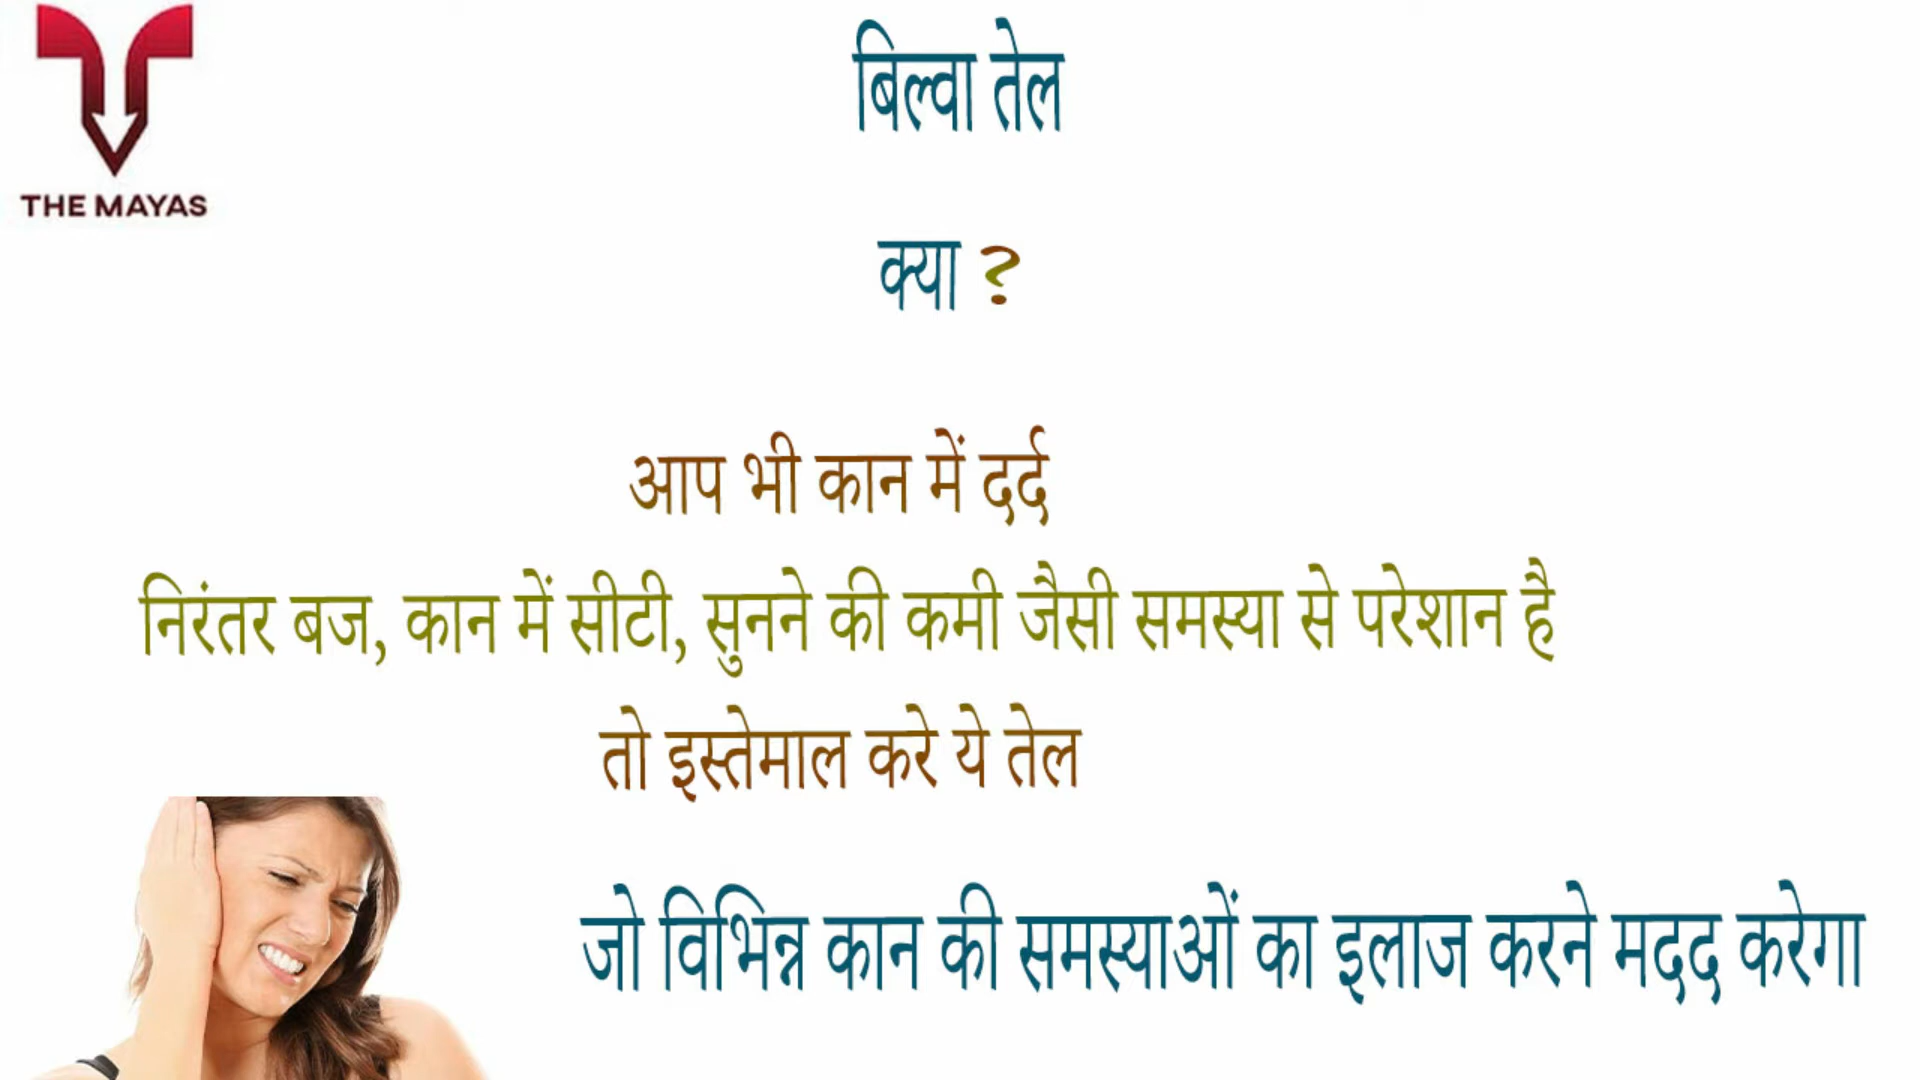 THE MAYAS
बिल्वा तेल
क्या ?
आप भी कान में दर्द
निरंतर बज, कान में सीटी, सुनने की कमी जैसी समस्या से परेशान है
तो इस्तेमाल करे ये तेल
जो विभिन्न कान की समस्याओं का इलाज करने मदद करेगा